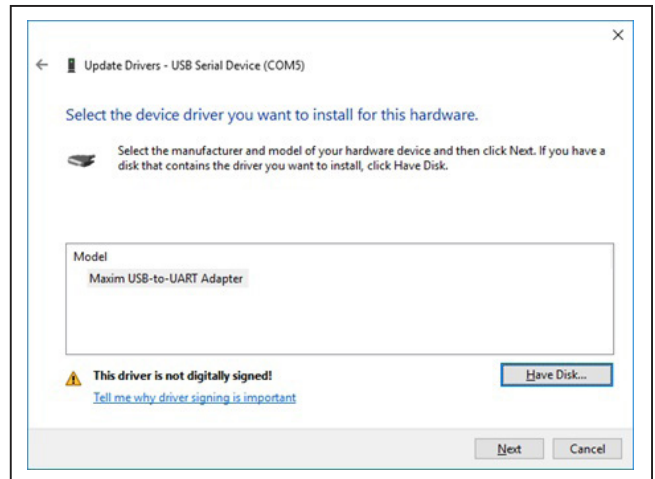 Update Drivers - USB Serial Device (COM5)
Select the device driver you want to install for this hardware.
Select the manufacturer and model of your hardware device and then click Next. If you have a
disk that contains the driver you want to install, click Have Disk.
Model
Maxim USB-to-UART Adapter
This driver is not digitally signed!
Have Disk...
Tell me why driver signing is important
Next
Cancel